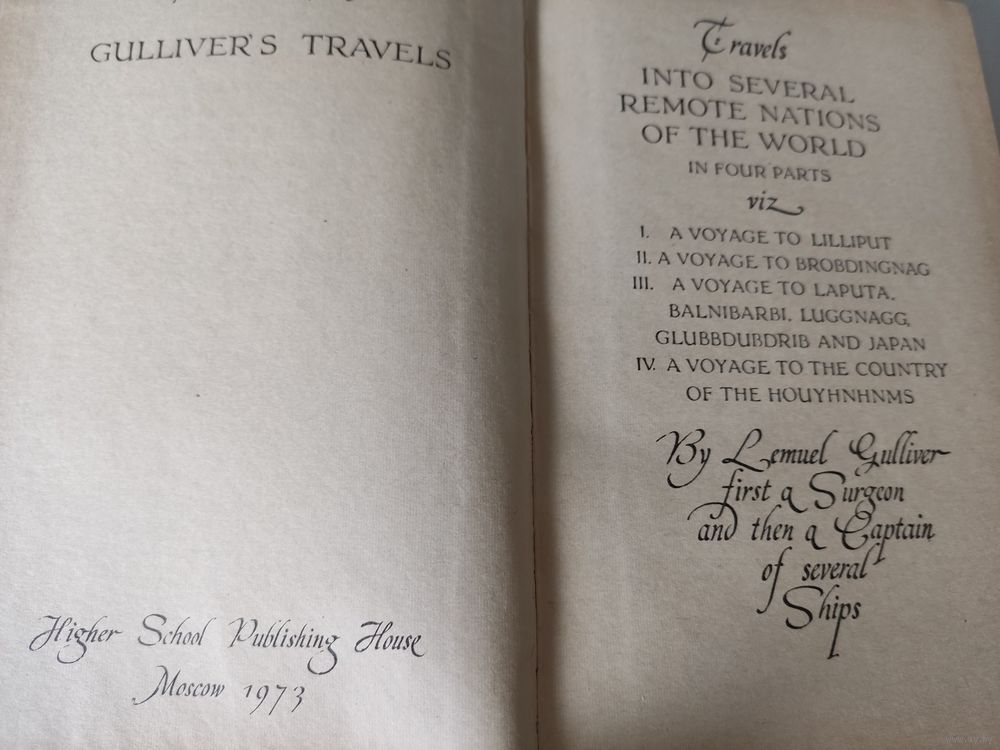 GULLIVER'S TRAVELS
Higher School Publishing House
Moscow 1973
Travels
INTO SEVERAL
REMOTE NATIONS
OF THE WORLD
IN FOUR PARTS
viz
I. A VOYAGE TO LILLIPUT
II. A VOYAGE TO BROBDINGNAG
III. A VOYAGE TO LAPUTA,
BALNIBARBI, LUGGNAGG,
GLUBBDUBDRIB AND JAPAN
IV. A VOYAGE TO THE COUNTRY
OF THE HOUYHNHNMS
By Lemuel Gulliver
first a Surgeon
and then a Captain
of several
Ships